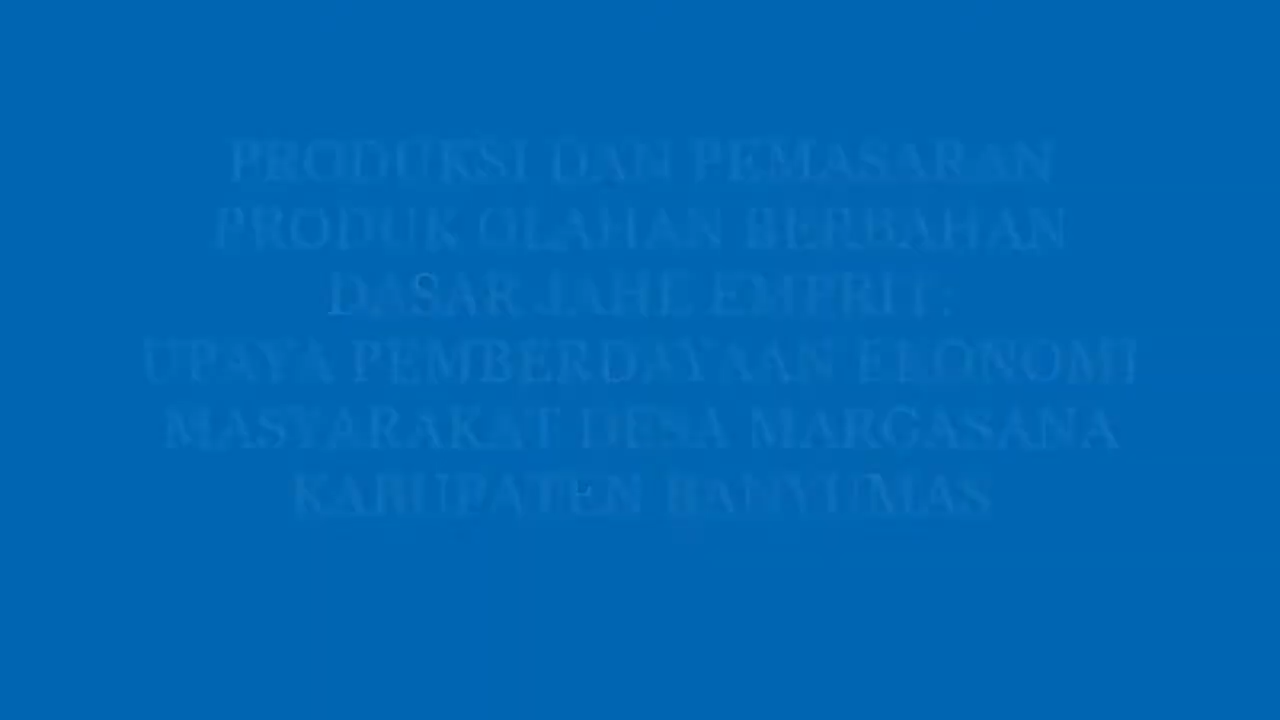 PRODUKSI DAN PEMASARAN
PRODUK OLAHAN BERBAHAN
DASAR JAHE EMPRIT:
UPAYA PEMBERDAYAAN EKONOMI
MASYARAKAT DESA MARGASANA
KABUPATEN BANYUMAS